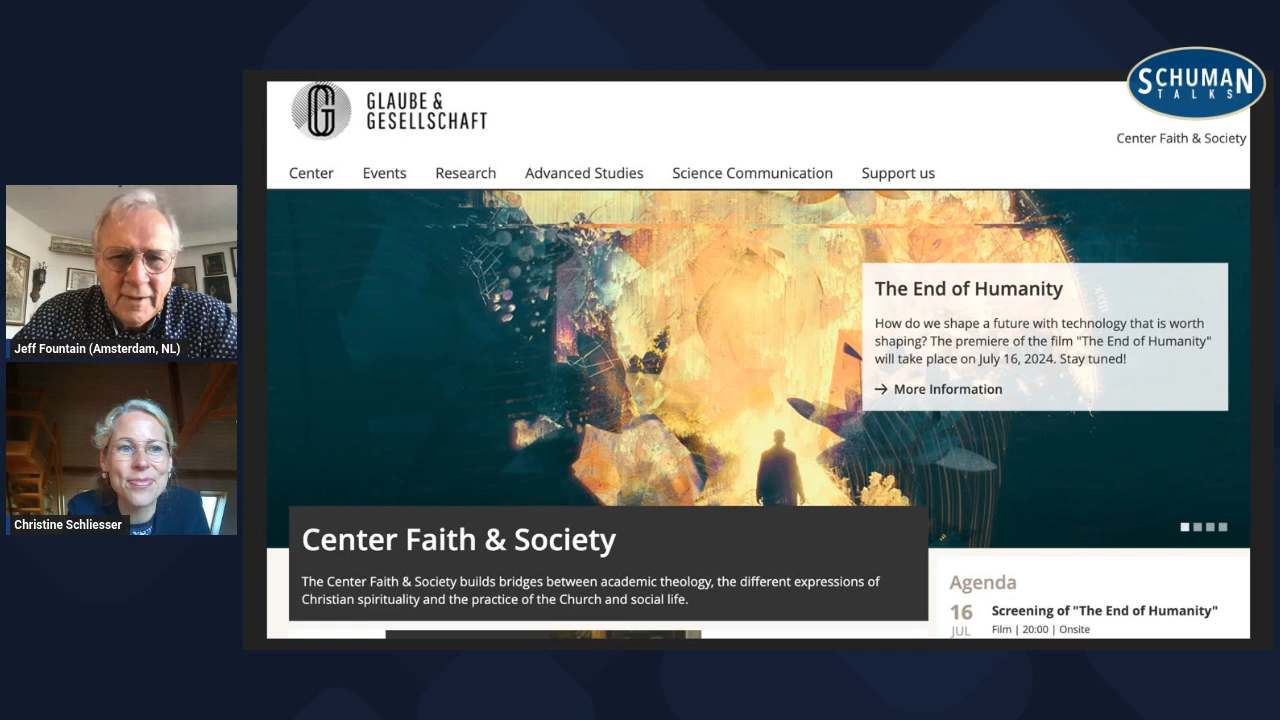 SCHUMAN
TALKS
GLAUBE &
GESELLSCHAFT
Center Faith & Society
Center Events Research Advanced Studies Science Communication Support us
The End of Humanity
How do we shape a future with technology that is worth
shaping? The premiere of the film "The End of Humanity"
will take place on July 16, 2024. Stay tuned!
→ More Information
Jeff Fountain (Amsterdam, NL)
Christine Schliesser
Center Faith & Society
The Center Faith & Society builds bridges between academic theology, the different expressions of
Christian spirituality and the practice of the Church and social life.
Agenda
16
JUL
Screening of "The End of Humanity"
Film | 20:00 | Onsite